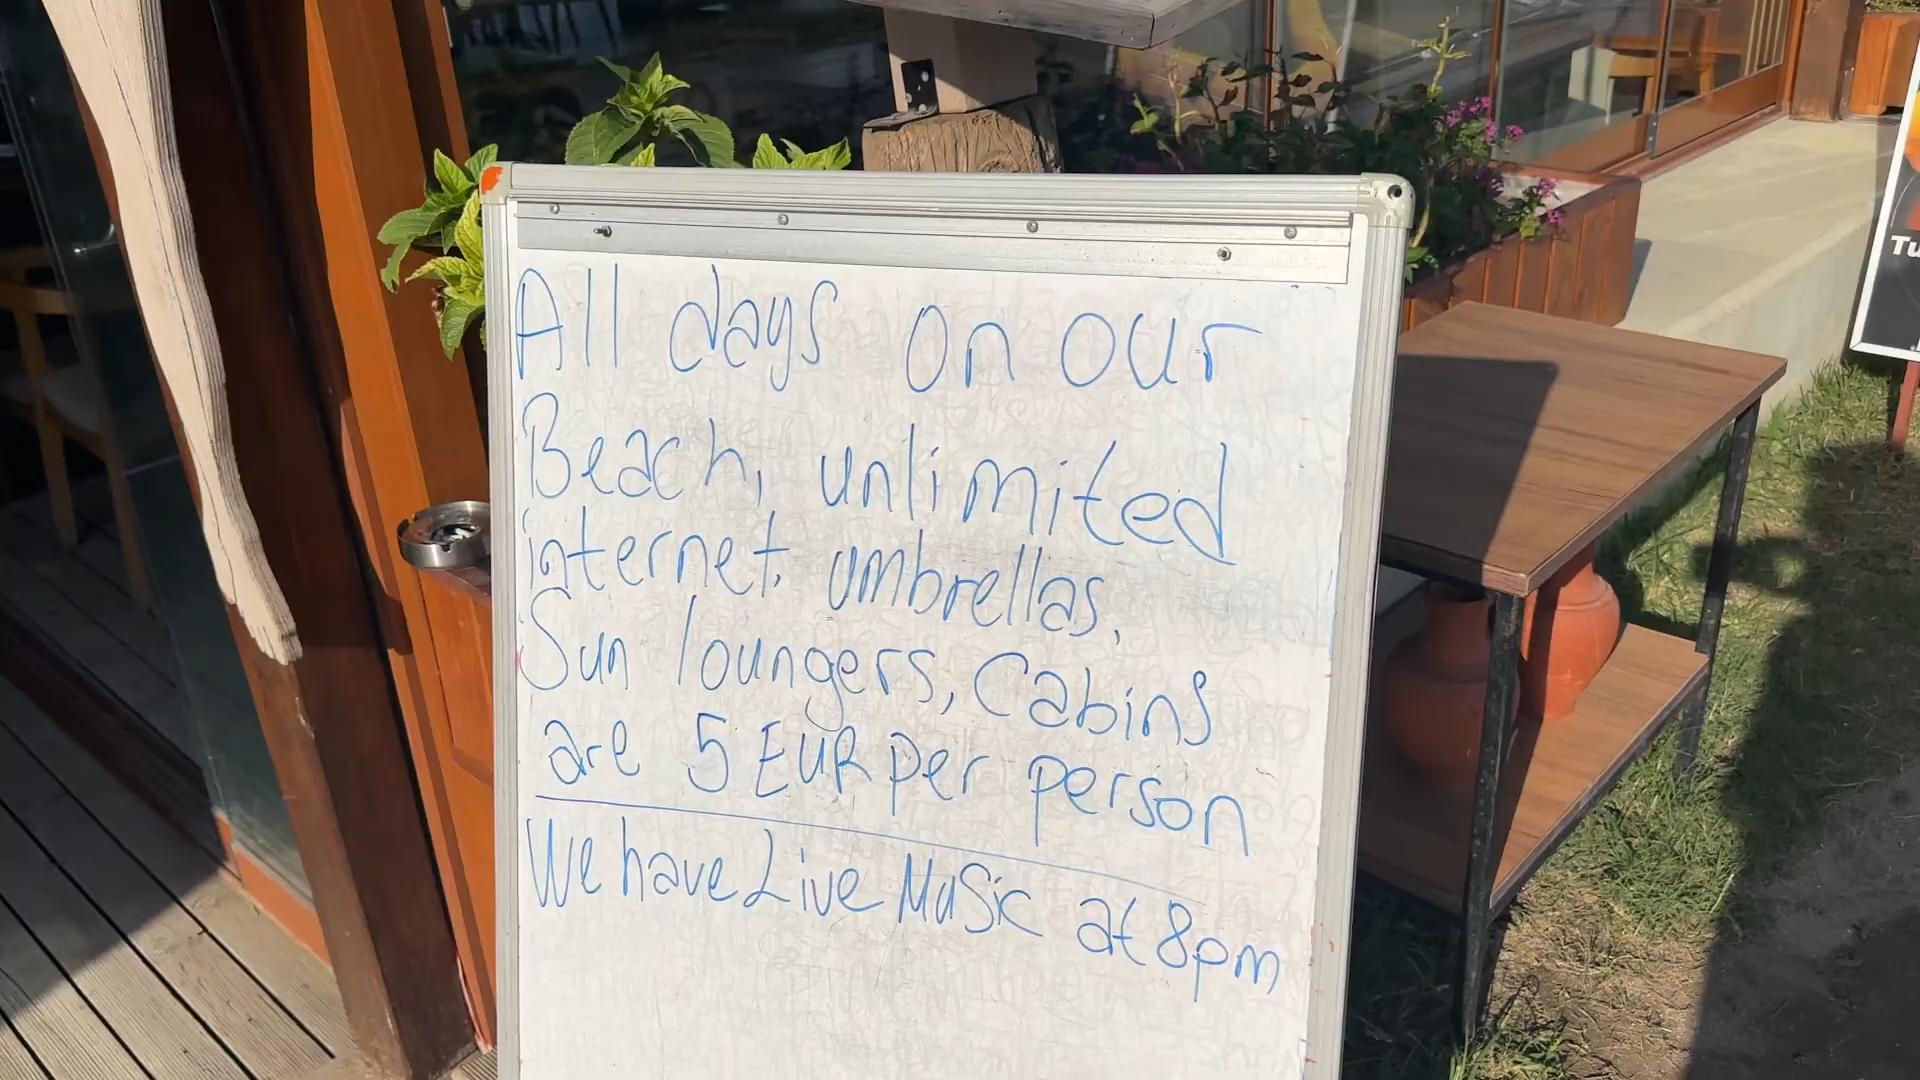 All days on our
Beach, unlimited
internet, umbrellas,
Sun loungers, Cabins
are 5 EUR per person
We have Live Music at 8pm
Tu